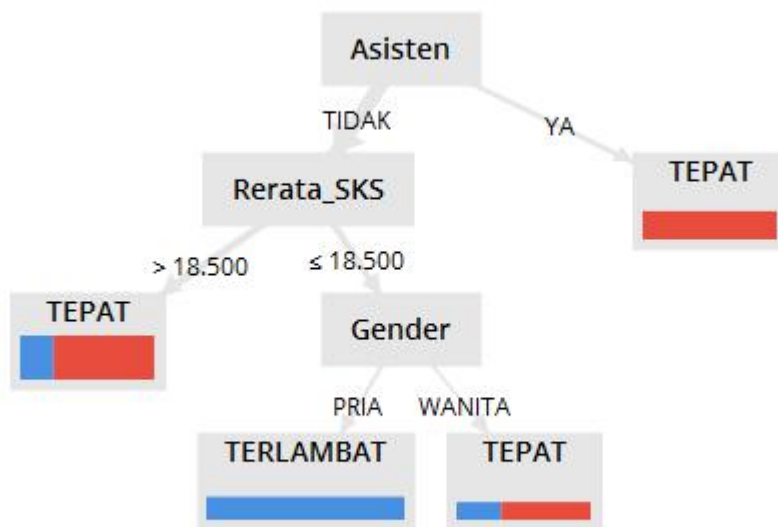 Asisten
TIDAK
YA
Rerata_SKS
TEPAT
> 18.500
≤ 18.500
TEPAT
Gender
PRIA
WANITA
TERLAMBAT
TEPAT